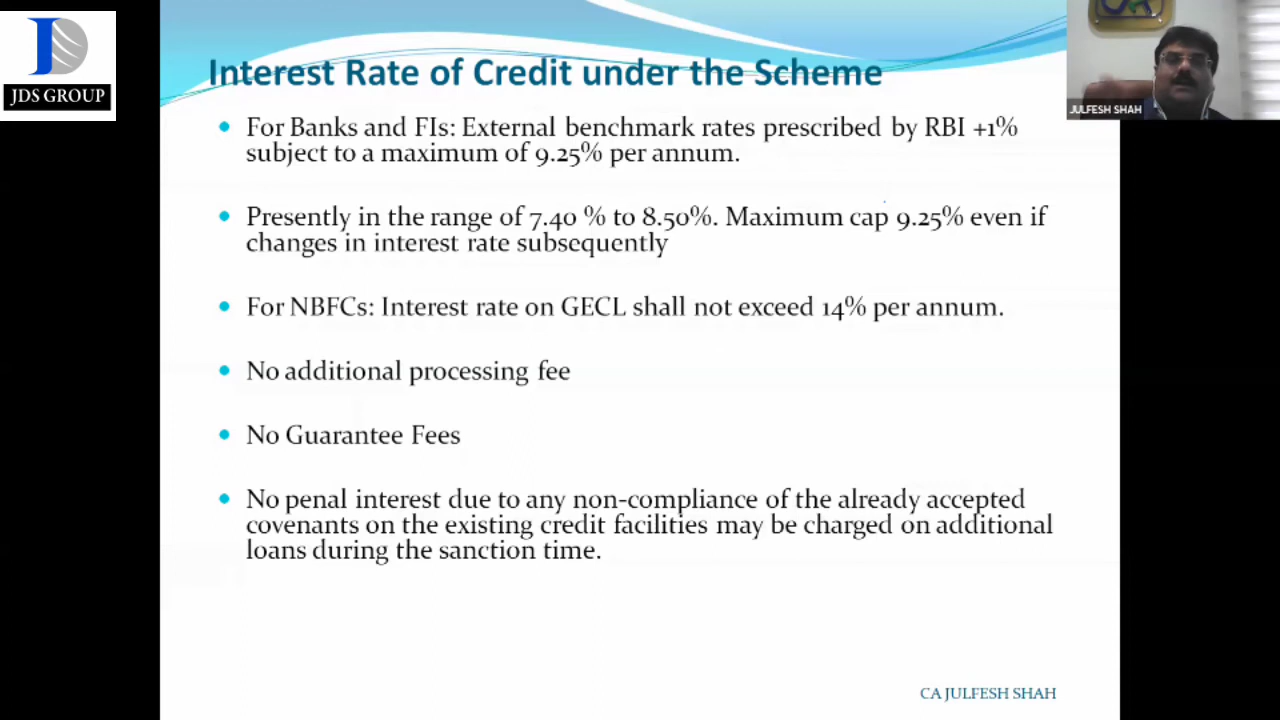 JDS GROUP
Interest Rate of Credit under the Scheme
JULFESH SHAH
• For Banks and FIs: External benchmark rates prescribed by RBI +1%
subject to a maximum of 9.25% per annum.
• Presently in the range of 7.40 % to 8.50%. Maximum cap 9.25% even if
changes in interest rate subsequently
• For NBFCs: Interest rate on GECL shall not exceed 14% per annum.
• No additional processing fee
• No Guarantee Fees
• No penal interest due to any non-compliance of the already accepted
covenants on the existing credit facilities may be charged on additional
loans during the sanction time.
CA JULFESH SHAH